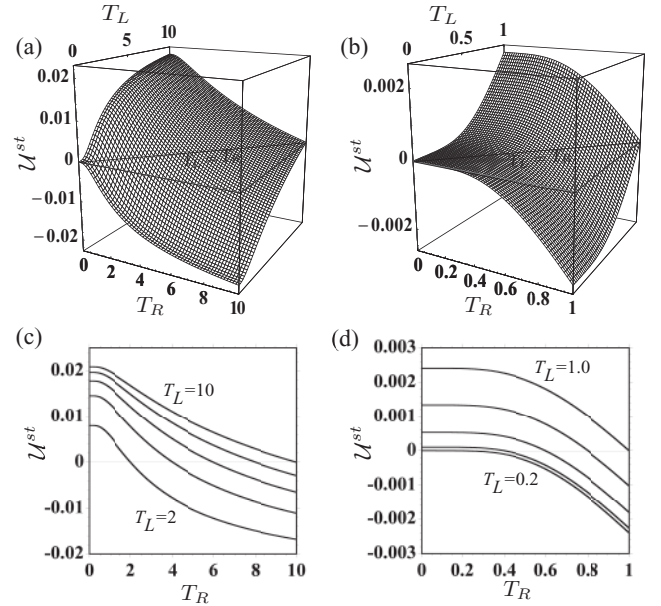 (a)
T_L
0
5
10
0.02
0.01
0
−0.01
−0.02
𝒰^st
T_L = T_R
0
2
4
6
8
10
T_R
(b)
T_L
0
0.5
1
0.002
0
−0.002
𝒰^st
T_L = T_R
0
0.2
0.4
0.6
0.8
1
T_R
(c)
0.02
0.01
0
-0.01
-0.02
𝒰^st
T_L=10
T_L=2
0 2 4 6 8 10
T_R
(d)
0.003
0.002
0.001
0
-0.001
-0.002
-0.003
𝒰^st
T_L=1.0
T_L=0.2
0 0.2 0.4 0.6 0.8 1
T_R